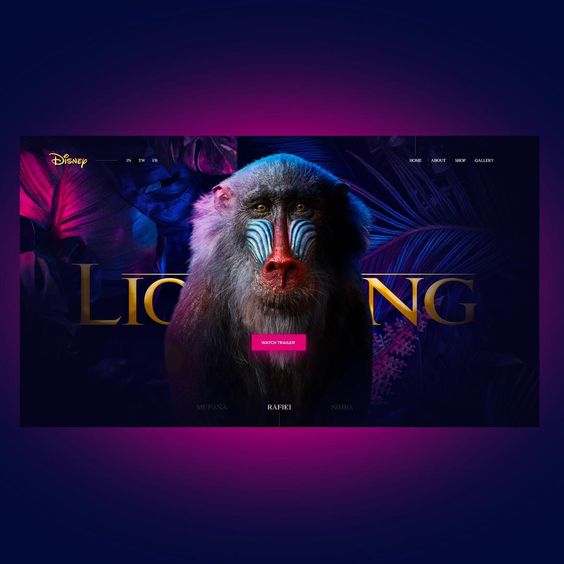 Disney IN TW FB HOME ABOUT SHOP GALLERY
LIO NG
WATCH TRAILER
MUFASA RAFIKI SIMBA